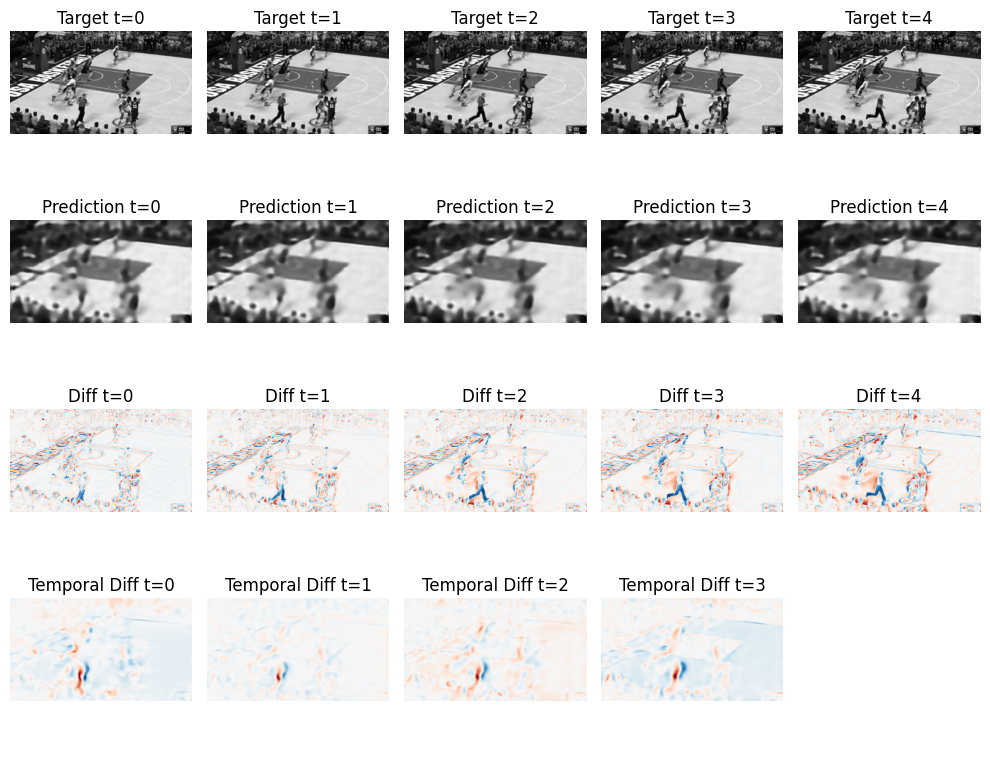 Target t=0
Target t=1
Target t=2
Target t=3
Target t=4
Prediction t=0
Prediction t=1
Prediction t=2
Prediction t=3
Prediction t=4
Diff t=0
Diff t=1
Diff t=2
Diff t=3
Diff t=4
Temporal Diff t=0
Temporal Diff t=1
Temporal Diff t=2
Temporal Diff t=3